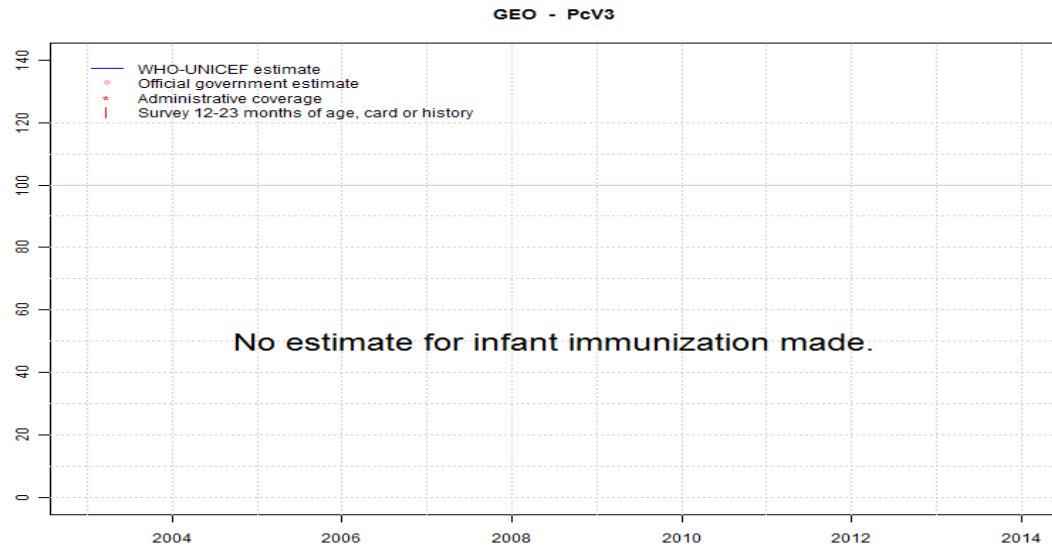 GEO - PcV3
WHO-UNICEF estimate
Official government estimate
Administrative coverage
Survey 12-23 months of age, card or history
140
120
100
80
60
40
20
0
No estimate for infant immunization made.
2004 2006 2008 2010 2012 2014